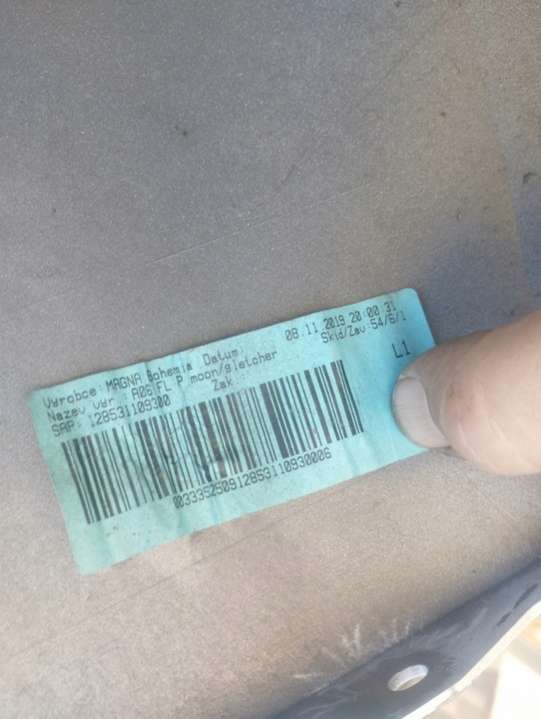 Vyrobce: MAGNA Bohemia Datum: 08.11.2019 20:00:31
Nazev vyr.: A06 FL P moon/gletcher Skid/Zav: 54/6/1
SAP: 128531109300 Zak.: L1
003335250912853110930006